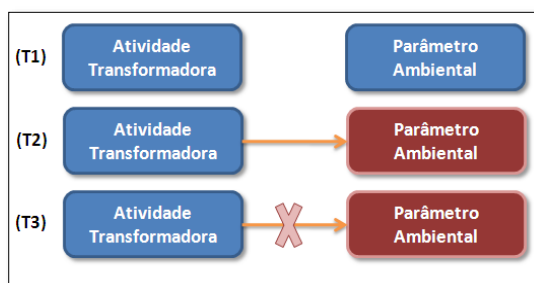 (T1)
Atividade
Transformadora
Parâmetro
Ambiental
(T2)
Atividade
Transformadora
Parâmetro
Ambiental
(T3)
Atividade
Transformadora
Parâmetro
Ambiental